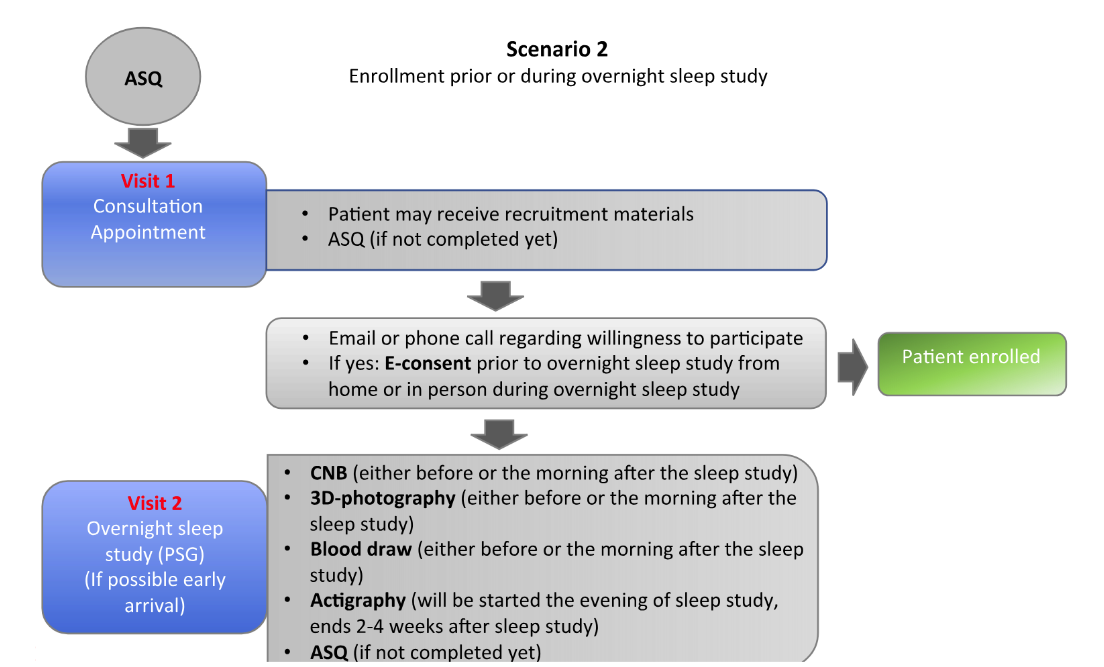 Scenario 2
Enrollment prior or during overnight sleep study
ASQ
Visit 1
Consultation
Appointment
• Patient may receive recruitment materials
• ASQ (if not completed yet)
• Email or phone call regarding willingness to participate
• If yes: E-consent prior to overnight sleep study from
home or in person during overnight sleep study
Patient enrolled
Visit 2
Overnight sleep
study (PSG)
(If possible early
arrival)
• CNB (either before or the morning after the sleep study)
• 3D-photography (either before or the morning after the
sleep study)
• Blood draw (either before or the morning after the sleep
study)
• Actigraphy (will be started the evening of sleep study,
ends 2-4 weeks after sleep study)
• ASQ (if not completed yet)